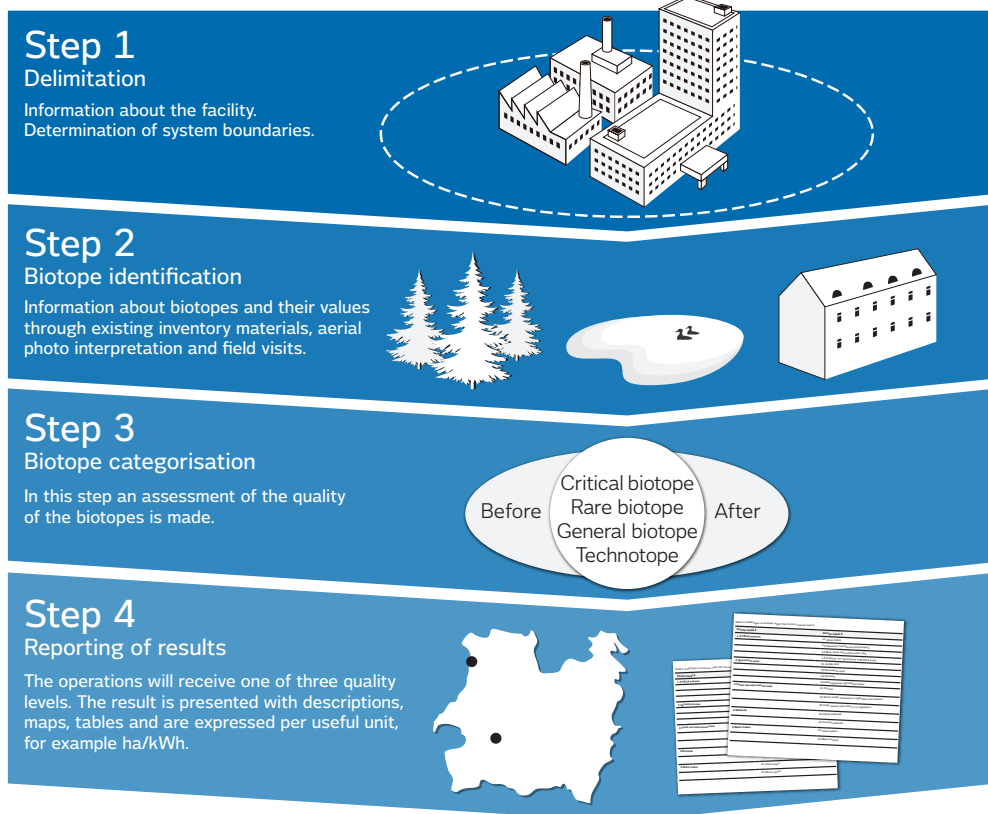 Step 1
Delimitation
Information about the facility.
Determination of system boundaries.
Step 2
Biotope identification
Information about biotopes and their values
through existing inventory materials, aerial
photo interpretation and field visits.
Step 3
Biotope categorisation
In this step an assessment of the quality
of the biotopes is made.
Before
Critical biotope
Rare biotope
General biotope
Technotope
After
Step 4
Reporting of results
The operations will receive one of three quality
levels. The result is presented with descriptions,
maps, tables and are expressed per useful unit,
for example ha/kWh.